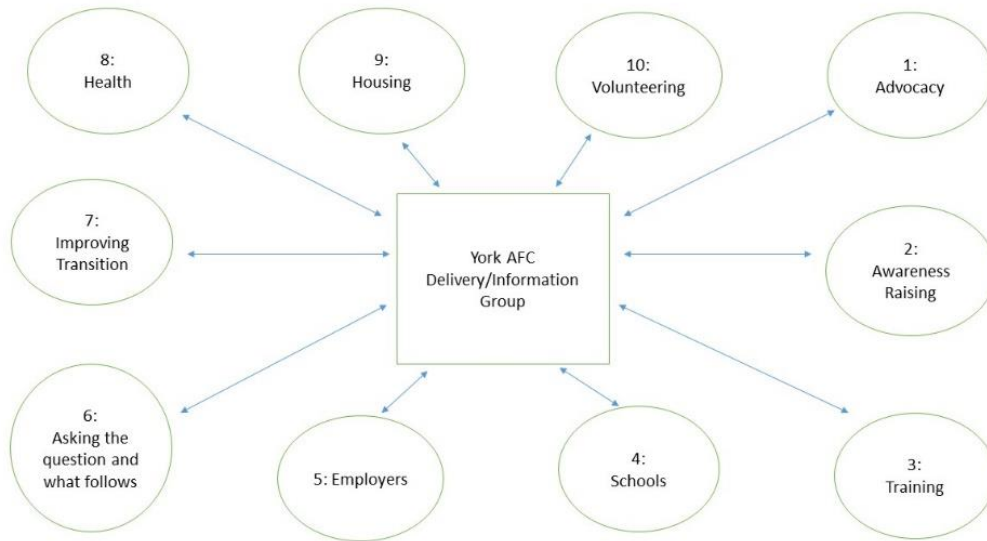 8:
Health
9:
Housing
10:
Volunteering
1:
Advocacy
7:
Improving
Transition
York AFC
Delivery/Information
Group
2:
Awareness
Raising
6:
Asking the
question and
what follows
5: Employers
4:
Schools
3:
Training